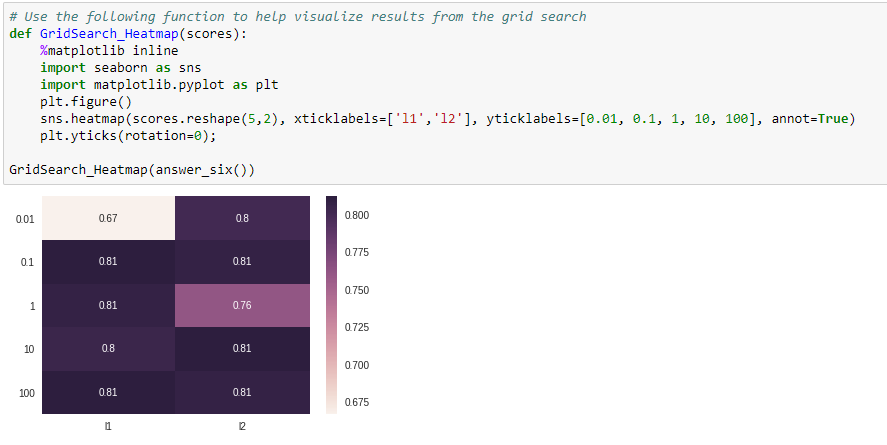 # Use the following function to help visualize results from the grid search
def GridSearch_Heatmap(scores):
    %matplotlib inline
    import seaborn as sns
    import matplotlib.pyplot as plt
    plt.figure()
    sns.heatmap(scores.reshape(5,2), xticklabels=['l1','l2'], yticklabels=[0.01, 0.1, 1, 10, 100], annot=True)
    plt.yticks(rotation=0);
GridSearch_Heatmap(answer_six())
0.01 0.67 0.8 0.800
0.1 0.81 0.81 0.775
0.750
1 0.81 0.76
0.725
10 0.8 0.81 0.700
100 0.81 0.81 0.675
l1 l2